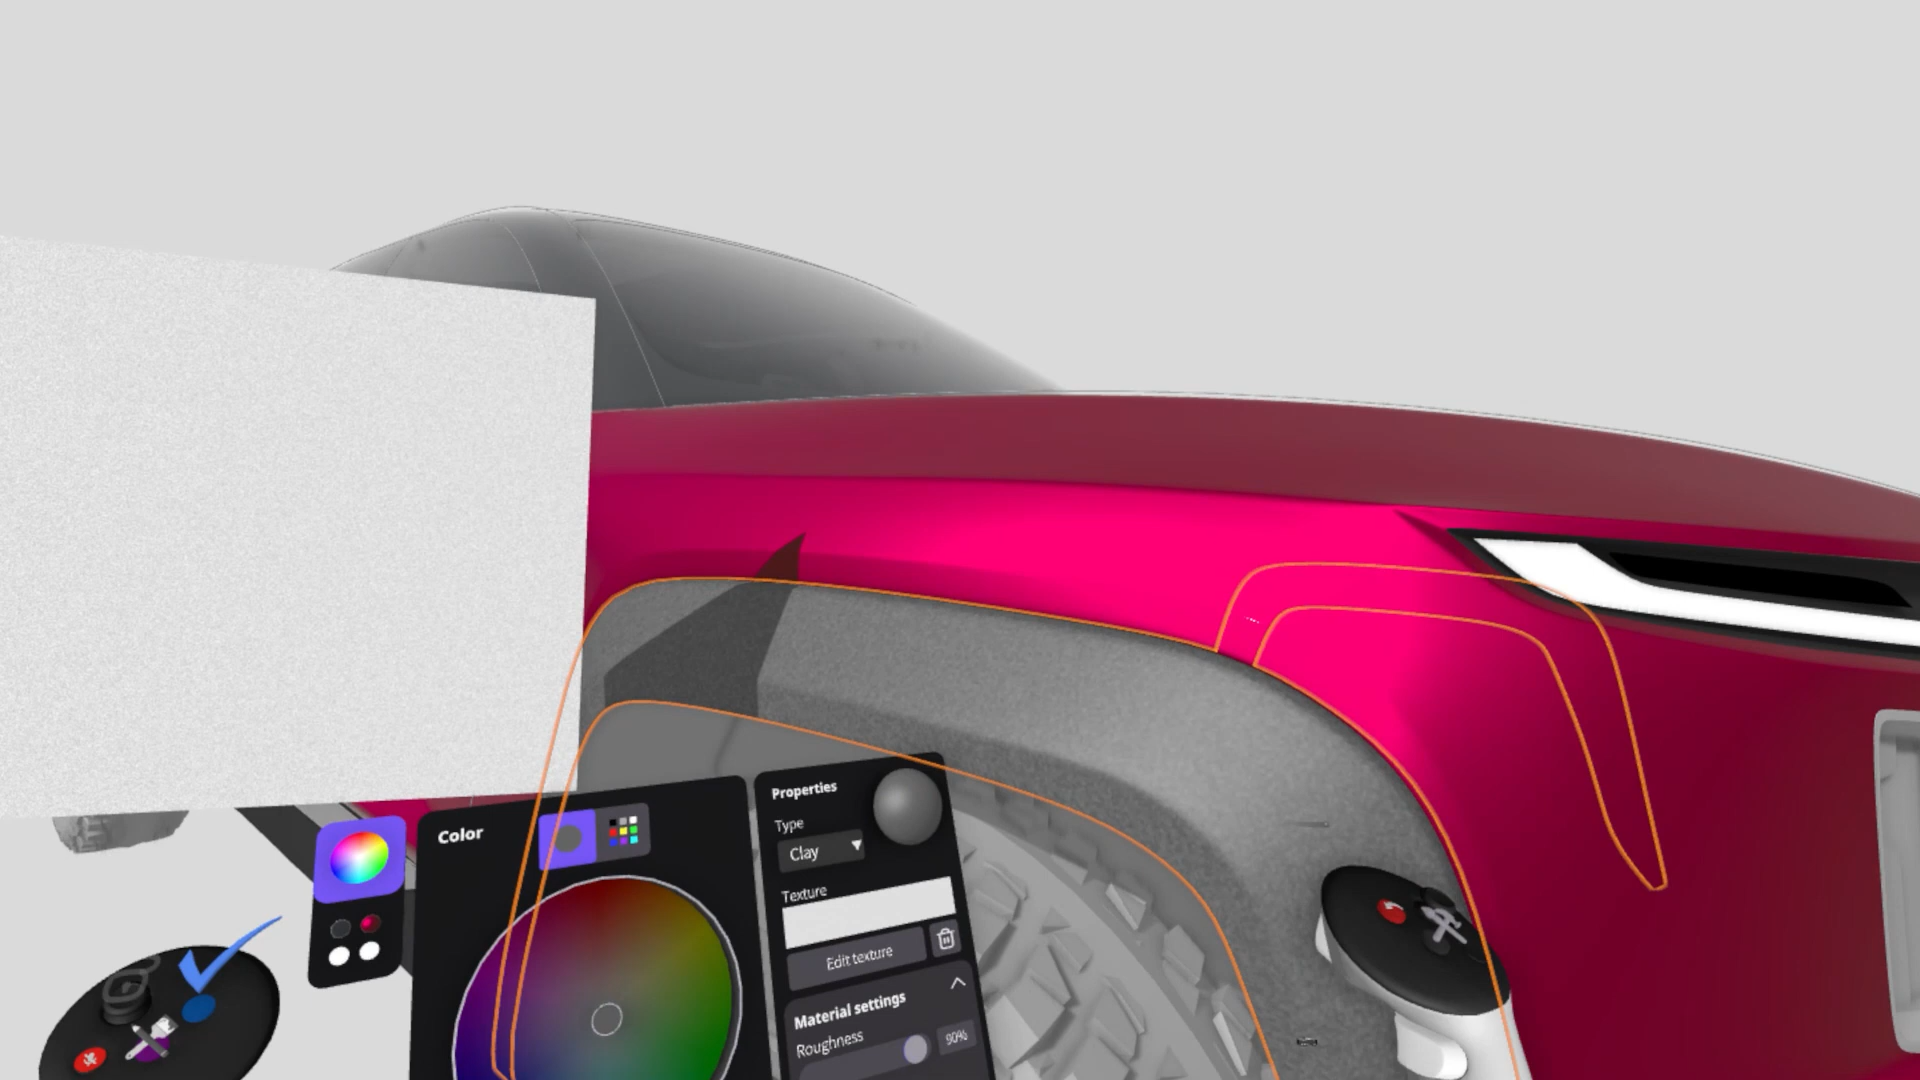 Color
Properties
Type
Clay
Texture
Edit texture
Material settings
Roughness
90%